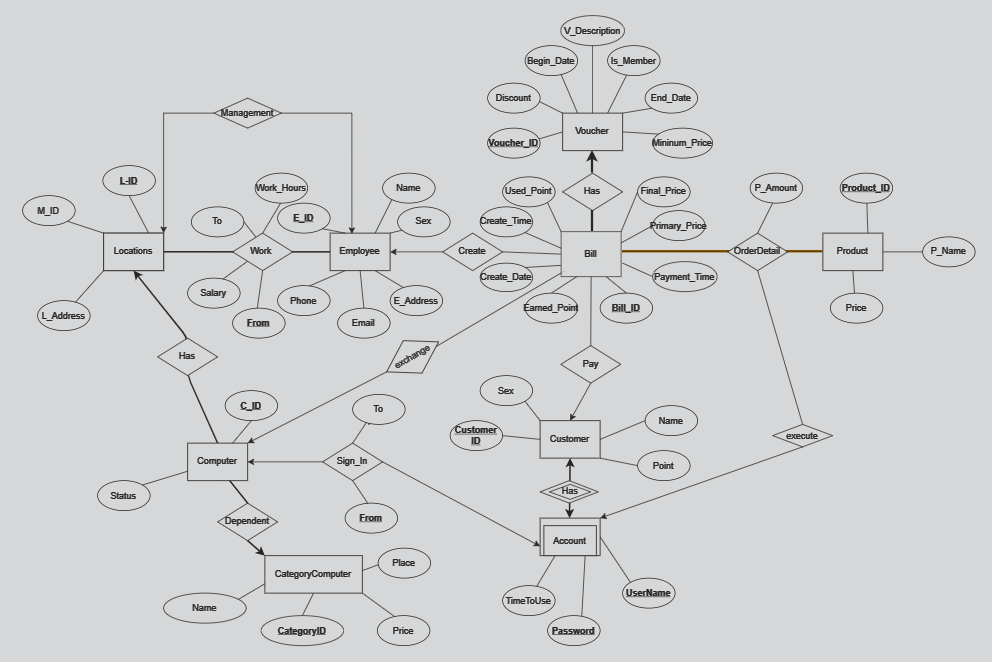 V_Description
Begin_Date
Is_Member
Discount
End_Date
Management
Voucher
Voucher_ID
Mininum_Price
L-ID
Work_Hours
Name
Has
Used_Point
Final_Price
P_Amount
Product_ID
M_ID
To
E_ID
Sex
Create_Time
Primary_Price
Locations
Work
Employee
Create
Bill
OrderDetail
Product
P_Name
Salary
Phone
E_Address
Create_Date
Payment_Time
L_Address
From
Email
Earned_Point
Bill_ID
Price
Has
exchange
Pay
C_ID
To
Sex
Name
Customer
ID
Customer
execute
Computer
Sign_In
Point
Status
From
Has
Dependent
Account
Place
CategoryComputer
TimeToUse
UserName
Name
CategoryID
Price
Password